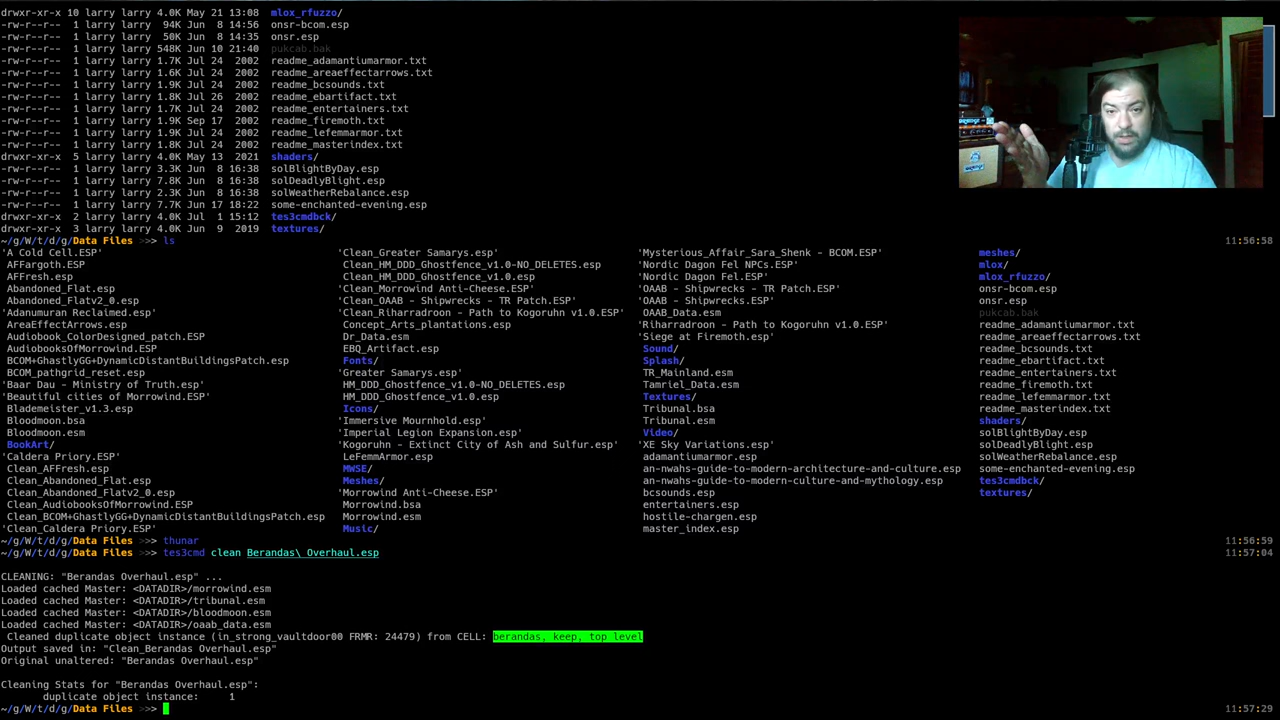 drwxr-xr-x 10 larry larry 4.0K May 21 13:08 mlox_rfuzzo/
-rw-r--r-- 1 larry larry 94K Jun 8 14:56 onsr-bcom.esp
-rw-r--r-- 1 larry larry 50K Jun 8 14:35 onsr.esp
-rw-r--r-- 1 larry larry 548K Jun 10 21:40 pukcab.bak
-rw-r--r-- 1 larry larry 1.7K Jul 24 2002 readme_adamantiumarmor.txt
-rw-r--r-- 1 larry larry 1.6K Jul 24 2002 readme_areaeffectarrows.txt
-rw-r--r-- 1 larry larry 1.9K Jul 24 2002 readme_bcsounds.txt
-rw-r--r-- 1 larry larry 1.8K Jul 26 2002 readme_ebartifact.txt
-rw-r--r-- 1 larry larry 1.7K Jul 24 2002 readme_entertainers.txt
-rw-r--r-- 1 larry larry 1.9K Sep 17 2002 readme_firemoth.txt
-rw-r--r-- 1 larry larry 1.9K Jul 24 2002 readme_lefemmarmor.txt
-rw-r--r-- 1 larry larry 1.8K Jul 24 2002 readme_masterindex.txt
drwxr-xr-x 5 larry larry 4.0K May 13 2021 shaders/
-rw-r--r-- 1 larry larry 3.3K Jun 8 16:38 solBlightByDay.esp
-rw-r--r-- 1 larry larry 7.8K Jun 8 16:38 solDeadlyBlight.esp
-rw-r--r-- 1 larry larry 2.3K Jun 8 16:38 solWeatherRebalance.esp
-rw-r--r-- 1 larry larry 7.7K Jun 17 18:22 some-enchanted-evening.esp
drwxr-xr-x 2 larry larry 4.0K Jul 1 15:12 tes3cmdbck/
drwxr-xr-x 3 larry larry 4.0K Jun 9 2019 textures/
~/g/W/t/d/g/Data Files >>> ls 11:56:58
'A Cold Cell.ESP' 'Clean_Greater Samarys.esp' 'Mysterious_Affair_Sara_Shenk - BCOM.ESP' meshes/
AFFargoth.ESP Clean_HM_DDD_Ghostfence_v1.0-NO_DELETES.esp 'Nordic Dagon Fel NPCs.ESP' mlox/
AFFresh.esp Clean_HM_DDD_Ghostfence_v1.0.esp 'Nordic Dagon Fel.ESP' mlox_rfuzzo/
Abandoned_Flat.esp 'Clean_Morrowind Anti-Cheese.ESP' 'OAAB - Shipwrecks - TR Patch.ESP' onsr-bcom.esp
Abandoned_Flatv2_0.esp 'Clean_OAAB - Shipwrecks - TR Patch.ESP' 'OAAB - Shipwrecks.ESP' onsr.esp
'Adanumuran Reclaimed.esp' 'Clean_Riharradroon - Path to Kogoruhn v1.0.ESP' OAAB_Data.esm pukcab.bak
AreaEffectArrows.esp Concept_Arts_plantations.esp 'Riharradroon - Path to Kogoruhn v1.0.ESP' readme_adamantiumarmor.txt
Audiobook_ColorDesigned_patch.ESP Dr_Data.esm 'Siege at Firemoth.esp' readme_areaeffectarrows.txt
AudiobooksOfMorrowind.ESP EBQ_Artifact.esp Sound/ readme_bcsounds.txt
BCOM+GhastlyGG+DynamicDistantBuildingsPatch.esp Fonts/ Splash/ readme_ebartifact.txt
BCOM_pathgrid_reset.esp 'Greater Samarys.esp' TR_Mainland.esm readme_entertainers.txt
'Baar Dau - Ministry of Truth.esp' HM_DDD_Ghostfence_v1.0-NO_DELETES.esp Tamriel_Data.esm readme_firemoth.txt
'Beautiful cities of Morrowind.ESP' HM_DDD_Ghostfence_v1.0.esp Textures/ readme_lefemmarmor.txt
Blademeister_v1.3.esp Icons/ Tribunal.bsa readme_masterindex.txt
Bloodmoon.bsa 'Immersive Mournhold.esp' Tribunal.esm shaders/
Bloodmoon.esm 'Imperial Legion Expansion.esp' Video/ solBlightByDay.esp
BookArt/ 'Kogoruhn - Extinct City of Ash and Sulfur.esp' 'XE Sky Variations.esp' solDeadlyBlight.esp
'Caldera Priory.ESP' LeFemmArmor.esp adamantiumarmor.esp solWeatherRebalance.esp
Clean_AFFresh.esp MWSE/ an-nwahs-guide-to-modern-architecture-and-culture.esp some-enchanted-evening.esp
Clean_Abandoned_Flat.esp Meshes/ an-nwahs-guide-to-modern-culture-and-mythology.esp tes3cmdbck/
Clean_Abandoned_Flatv2_0.esp 'Morrowind Anti-Cheese.ESP' bcsounds.esp textures/
Clean_AudiobooksOfMorrowind.ESP Morrowind.bsa entertainers.esp
Clean_BCOM+GhastlyGG+DynamicDistantBuildingsPatch.esp Morrowind.esm hostile-chargen.esp
'Clean_Caldera Priory.ESP' Music/ master_index.esp
~/g/W/t/d/g/Data Files >>> thunar 11:56:59
~/g/W/t/d/g/Data Files >>> tes3cmd clean Berandas\ Overhaul.esp 11:57:04
CLEANING: "Berandas Overhaul.esp" ...
Loaded cached Master: <DATADIR>/morrowind.esm
Loaded cached Master: <DATADIR>/tribunal.esm
Loaded cached Master: <DATADIR>/bloodmoon.esm
Loaded cached Master: <DATADIR>/oaab_data.esm
Cleaned duplicate object instance (in_strong_vaultdoor00 FRMR: 24479) from CELL: berandas, keep, top level
Output saved in: "Clean_Berandas Overhaul.esp"
Original unaltered: "Berandas Overhaul.esp"
Cleaning Stats for "Berandas Overhaul.esp":
duplicate object instance: 1
~/g/W/t/d/g/Data Files >>> 11:57:29